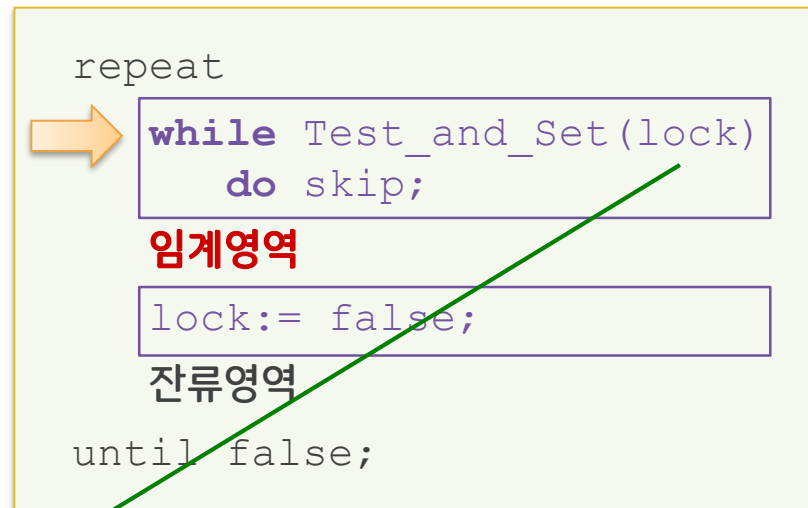 repeat
while Test_and_Set(lock)
do skip;
임계영역
lock:= false;
잔류영역
until false;